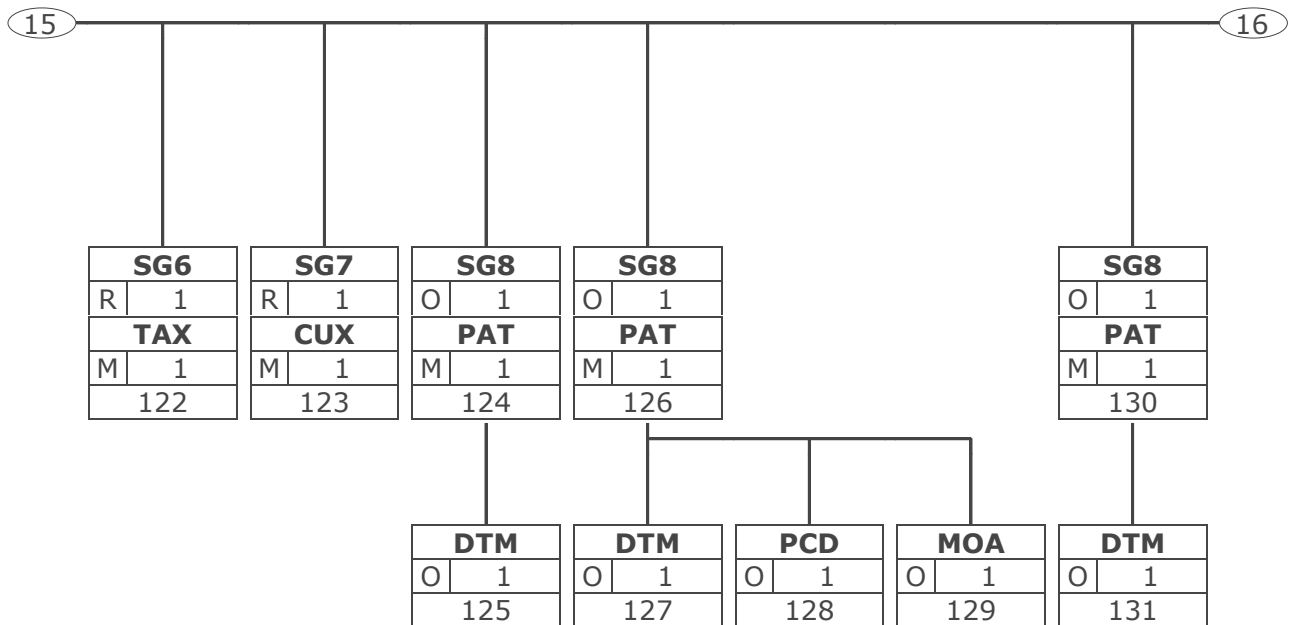 15 16
SG6 SG7 SG8 SG8 SG8
R 1 R 1 O 1 O 1 O 1
TAX CUX PAT PAT PAT
M 1 M 1 M 1 M 1 M 1
122 123 124 126 130
DTM DTM PCD MOA DTM
O 1 O 1 O 1 O 1 O 1
125 127 128 129 131